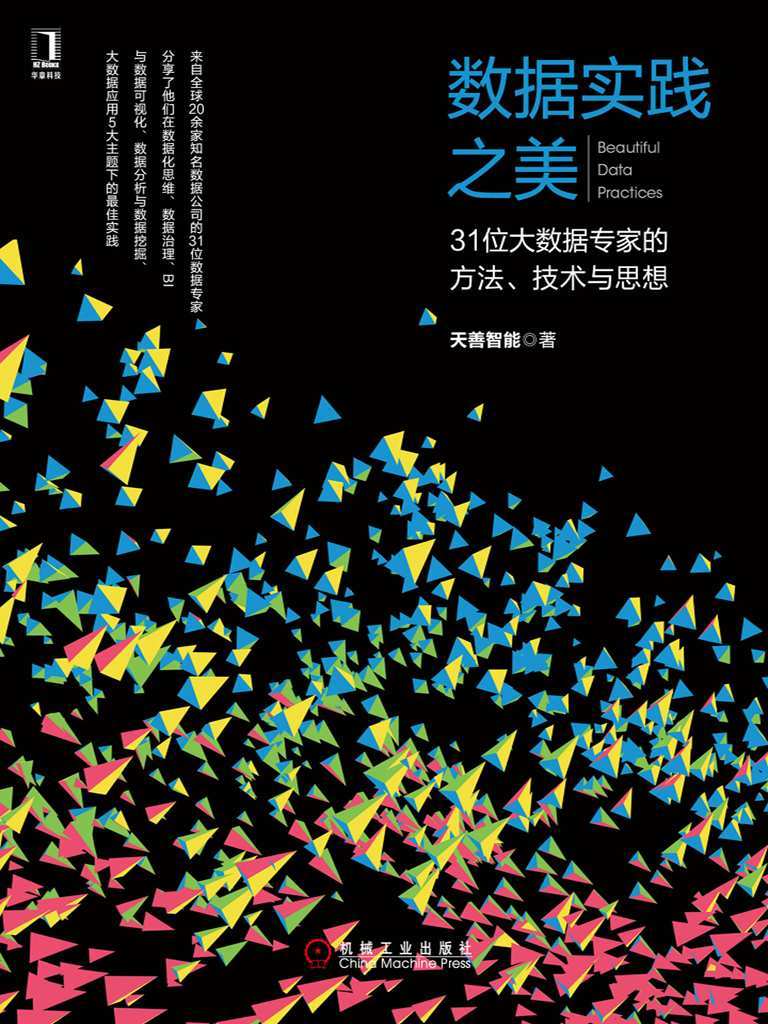 HZ Books
华章科技
来自全球20余家知名数据公司的31位数据专家
分享了他们在数据化思维、数据治理、BI
与数据可视化、数据分析与数据挖掘、
大数据应用5大主题下的最佳实践
数据实践
之美
Beautiful
Data
Practices
31位大数据专家的
方法、技术与思想
天善智能◎著
机械工业出版社
China Machine Press